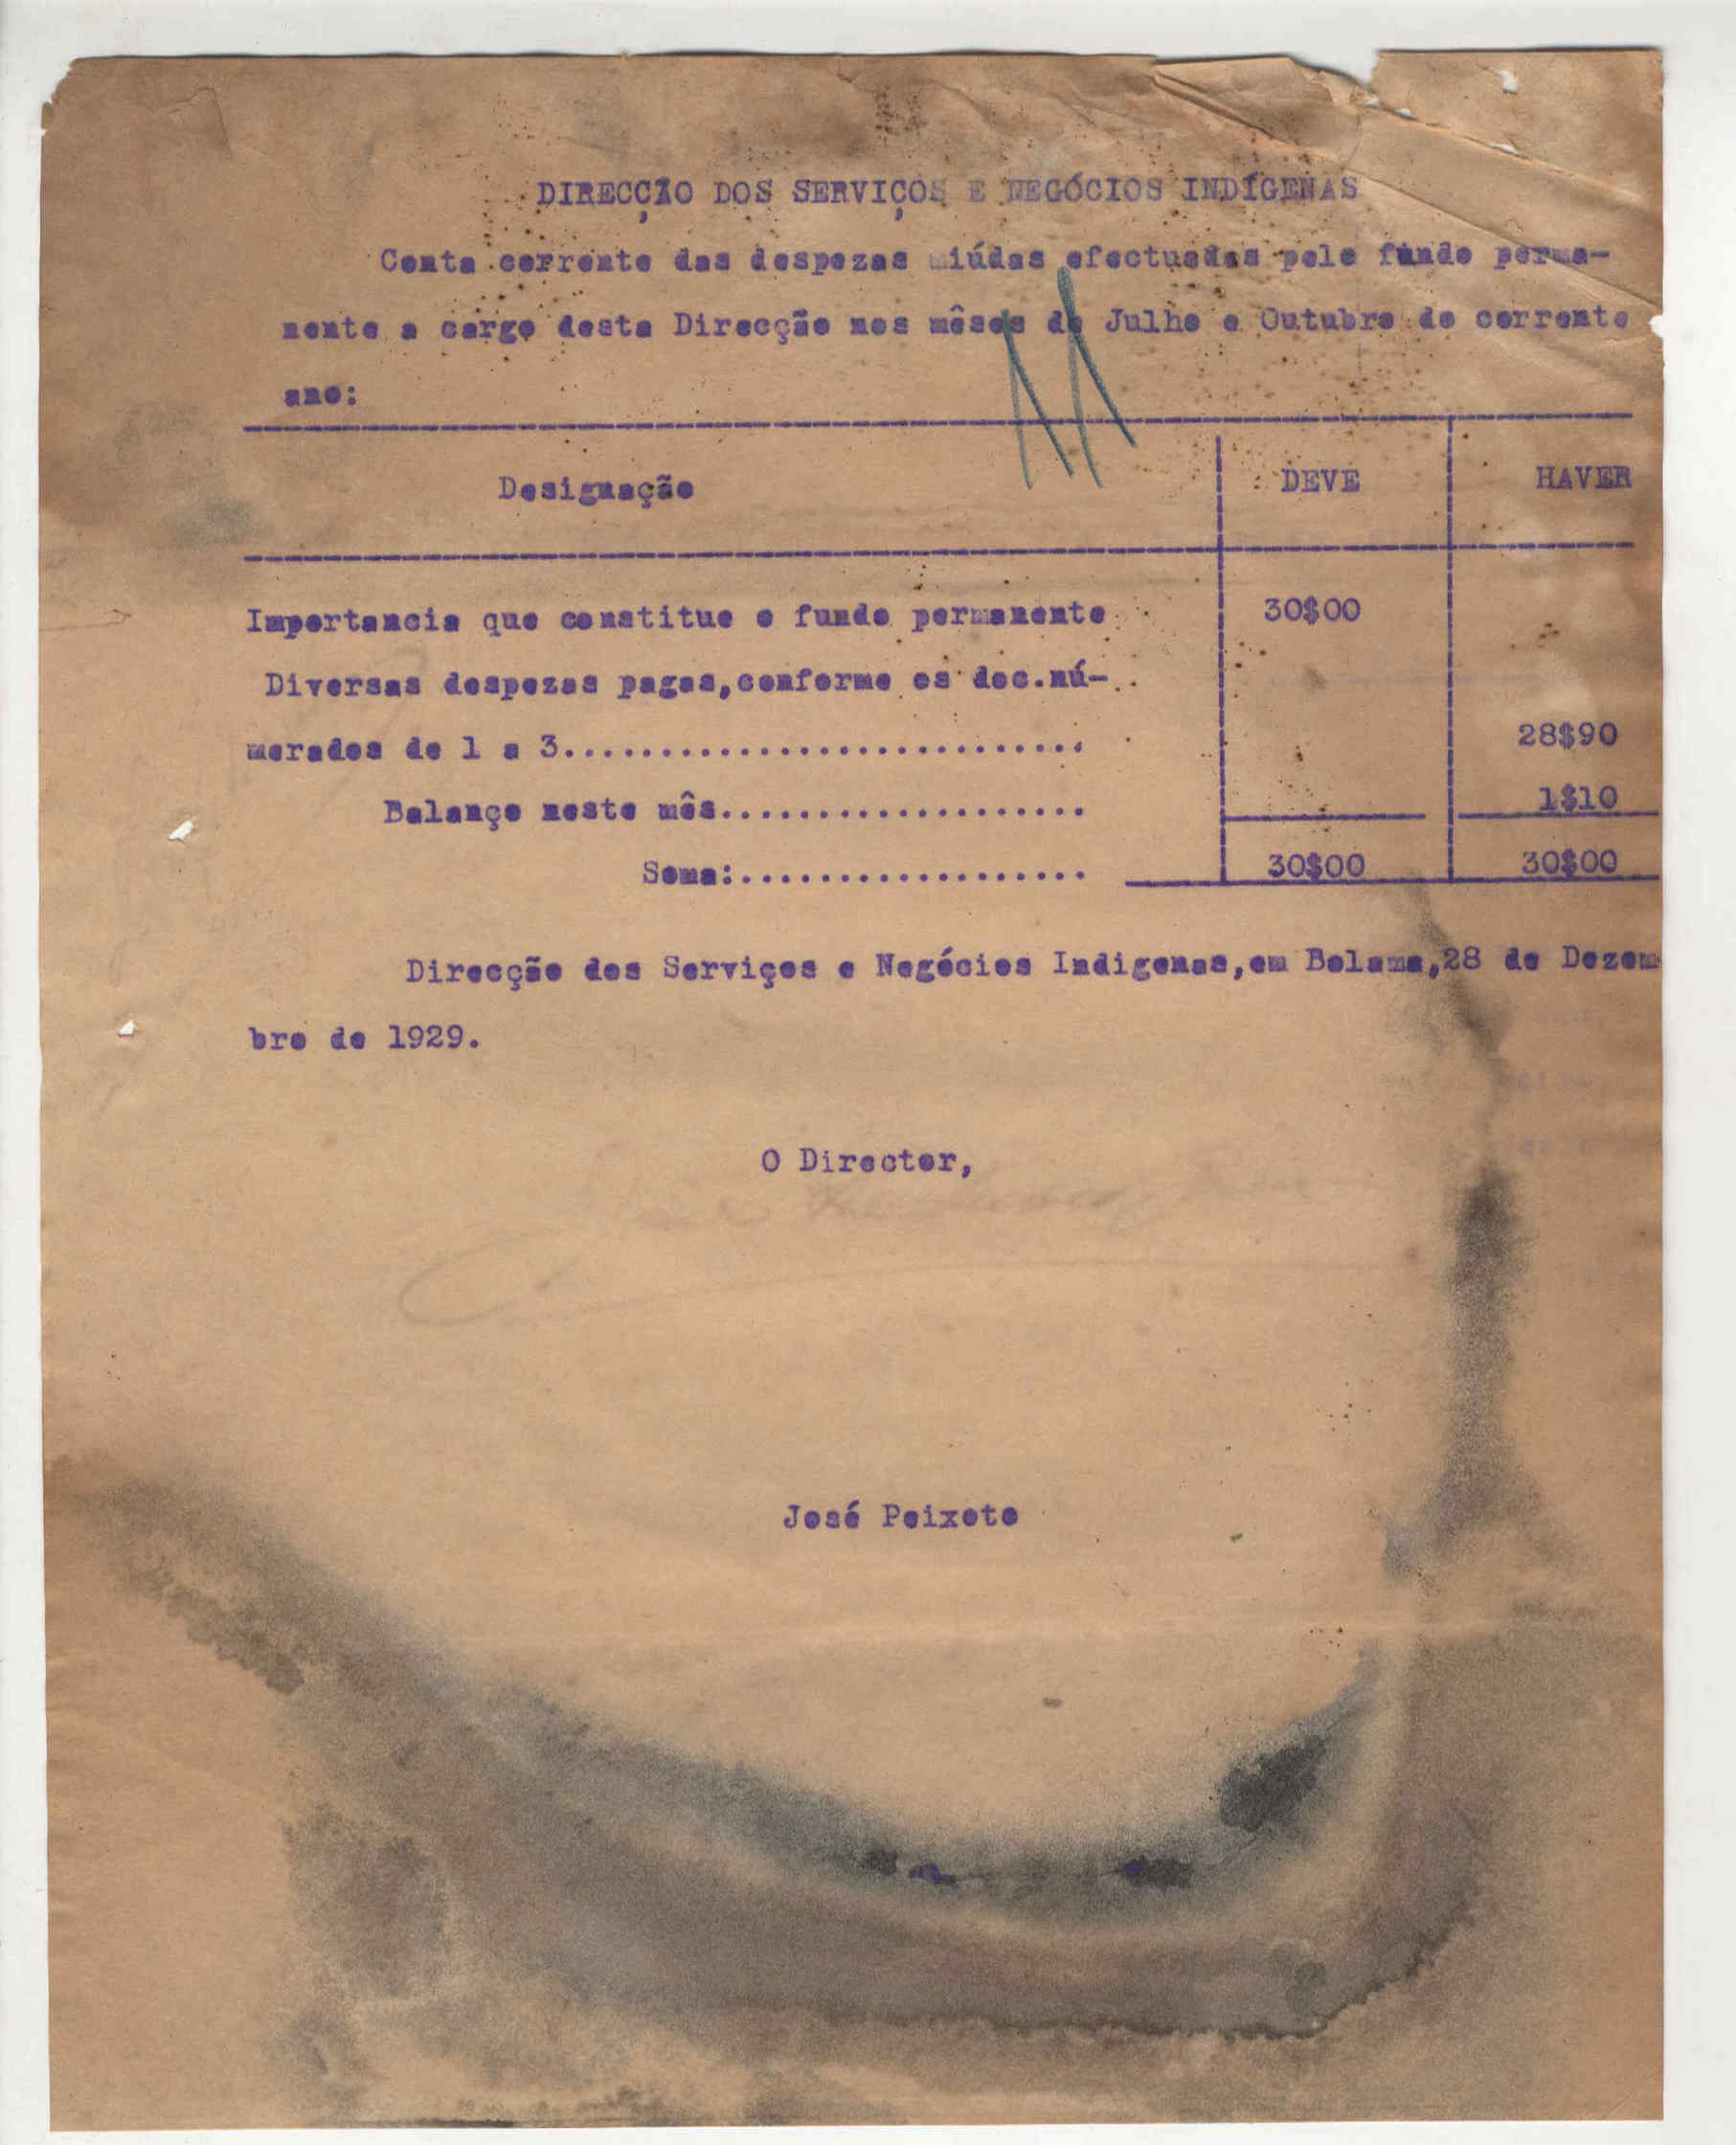 DIRECÇÃO DOS SERVIÇOS E NEGÓCIOS INDÍGENAS
Conta corrente das despezas miúdas efectuadas pelo fundo perma-
nente a cargo desta Direcção nos mêses de Julho e Outubro do corrente
ano:
Designação DEVE HAVER
Importancia que constitue o fundo permanente 30$00
Diversas despezas pagas,conforme os doc.nú-
merados de 1 a 3........................... 28$90
Balanço neste mês................... 1$10
Soma:.................. 30$00 30$00
Direcção dos Serviços e Negócios Indigenas,em Bolama,28 de Dezem
bro de 1929.
O Director,
José Peixoto